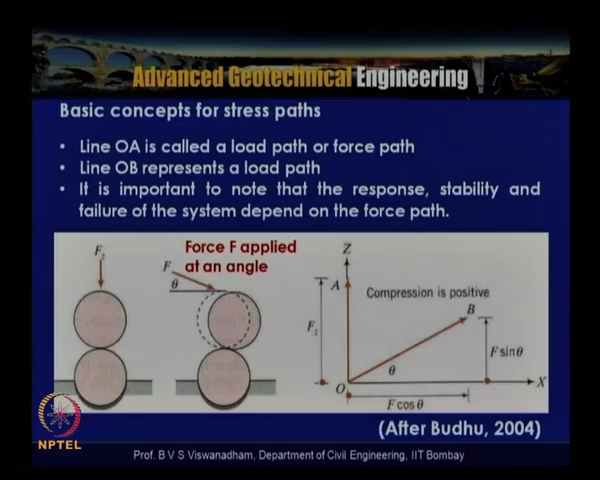 Advanced Geotechnical Engineering
Basic concepts for stress paths
• Line OA is called a load path or force path
• Line OB represents a load path
• It is important to note that the response, stability and
failure of the system depend on the force path.
Fz
Force F applied
at an angle
F
θ
Z
A
Compression is positive
B
Fz
F sinθ
θ
O
X
F cos θ
(After Budhu, 2004)
NPTEL
Prof. B V S Viswanadham, Department of Civil Engineering, IIT Bombay